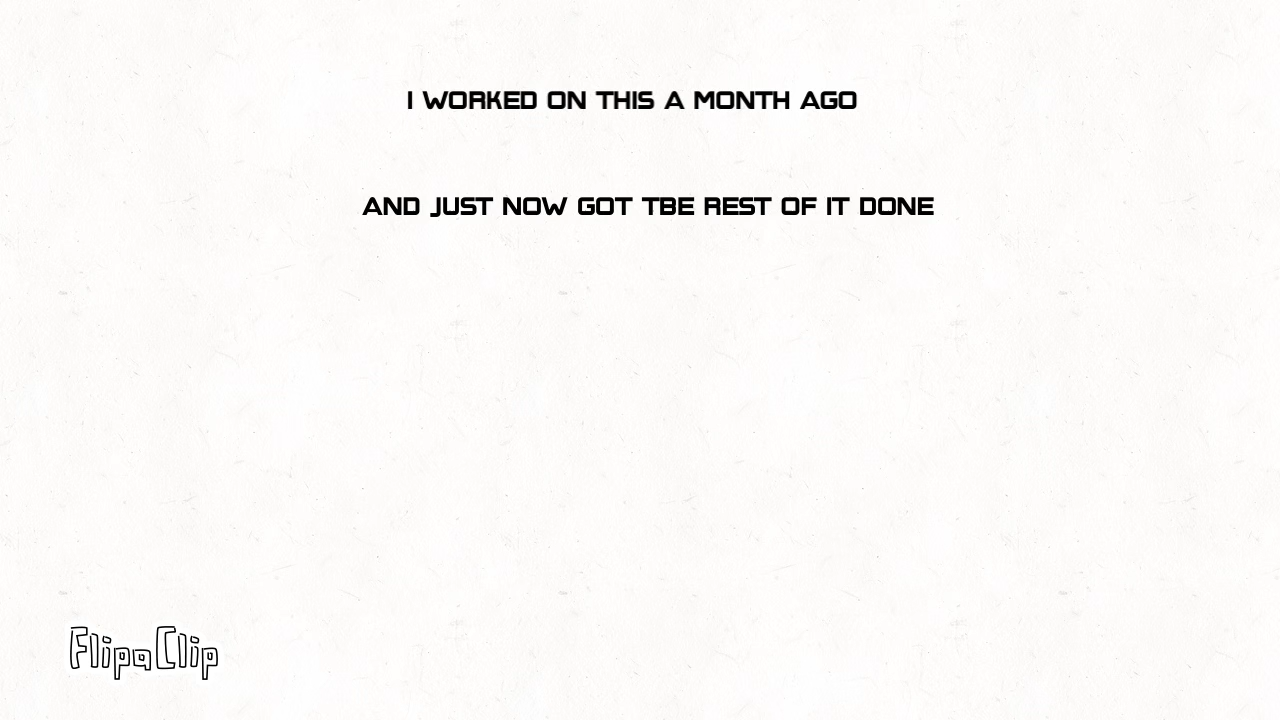 I WORKED ON THIS A MONTH AGO
AND JUST NOW GOT TBE REST OF IT DONE
FlipaClip